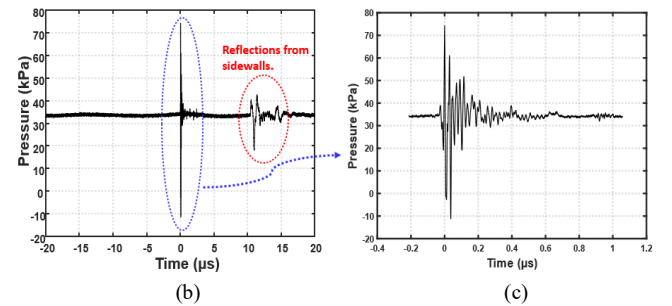 80
70
60
50
40
30
20
10
0
-10
-20
Pressure (kPa)
Reflections from
sidewalls.
-20 -15 -10 -5 0 5 10 15 20
Time (µs)
(b)
80
70
60
50
40
30
20
10
0
-10
-20
Pressure (kPa)
-0.4 -0.2 0 0.2 0.4 0.6 0.8 1 1.2
Time (µs)
(c)